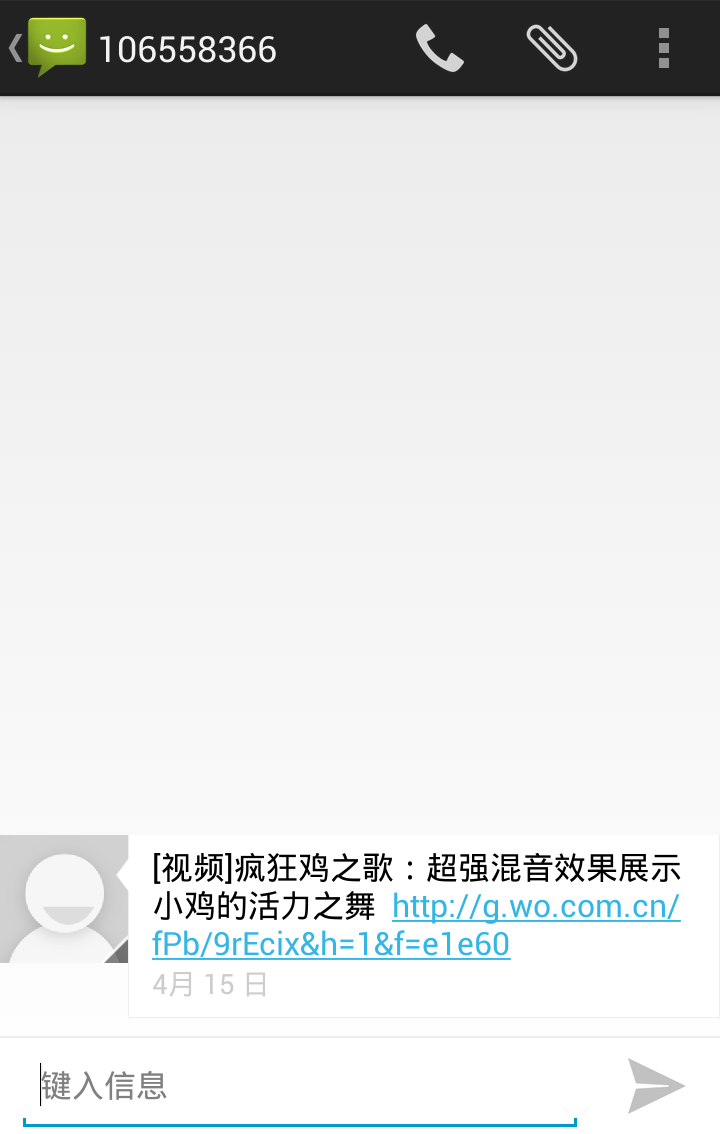 106558366
[视频]疯狂鸡之歌：超强混音效果展示
小鸡的活力之舞 http://g.wo.com.cn/
fPb/9rEcix&h=1&f=e1e60
4月 15 日
键入信息